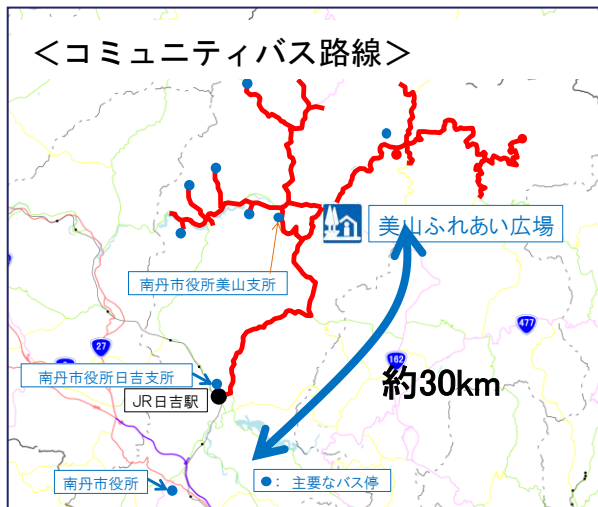 ＜コミュニティバス路線＞
美山ふれあい広場
南丹市役所美山支所
477
27
162
約30km
南丹市役所日吉支所
JR日吉駅
南丹市役所
●： 主要なバス停